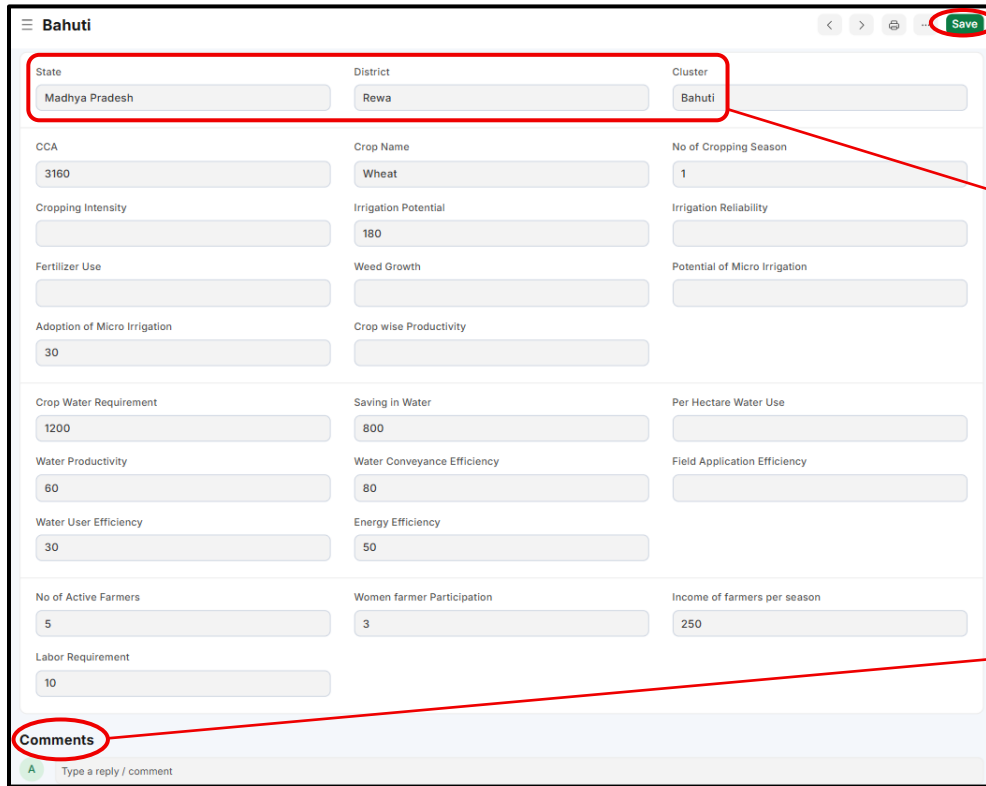 Bahuti
Save
State District Cluster
Madhya Pradesh Rewa Bahuti
CCA Crop Name No of Cropping Season
3160 Wheat 1
Cropping Intensity Irrigation Potential Irrigation Reliability
180
Fertilizer Use Weed Growth Potential of Micro Irrigation
Adoption of Micro Irrigation Crop wise Productivity
30
Crop Water Requirement Saving in Water Per Hectare Water Use
1200 800
Water Productivity Water Conveyance Efficiency Field Application Efficiency
60 80
Water User Efficiency Energy Efficiency
30 50
No of Active Farmers Women farmer Participation Income of farmers per season
5 3 250
Labor Requirement
10
Comments
A Type a reply / comment